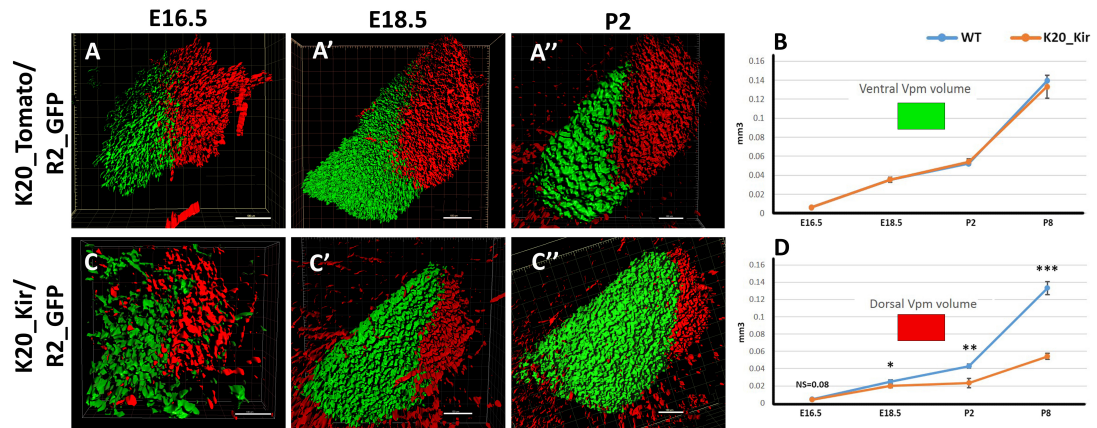 E16.5
E18.5
P2
K20_Tomato/
R2_GFP
A
A'
A''
B
WT
K20_Kir
Ventral Vpm volume
mm3
0.16
0.14
0.12
0.1
0.08
0.06
0.04
0.02
0
E16.5
E18.5
P2
P8
K20_Kir/
R2_GFP
C
C'
C''
D
Dorsal Vpm volume
mm3
0.16
0.14
0.12
0.1
0.08
0.06
0.04
0.02
0
NS=0.08
*
**
***
E16.5
E18.5
P2
P8